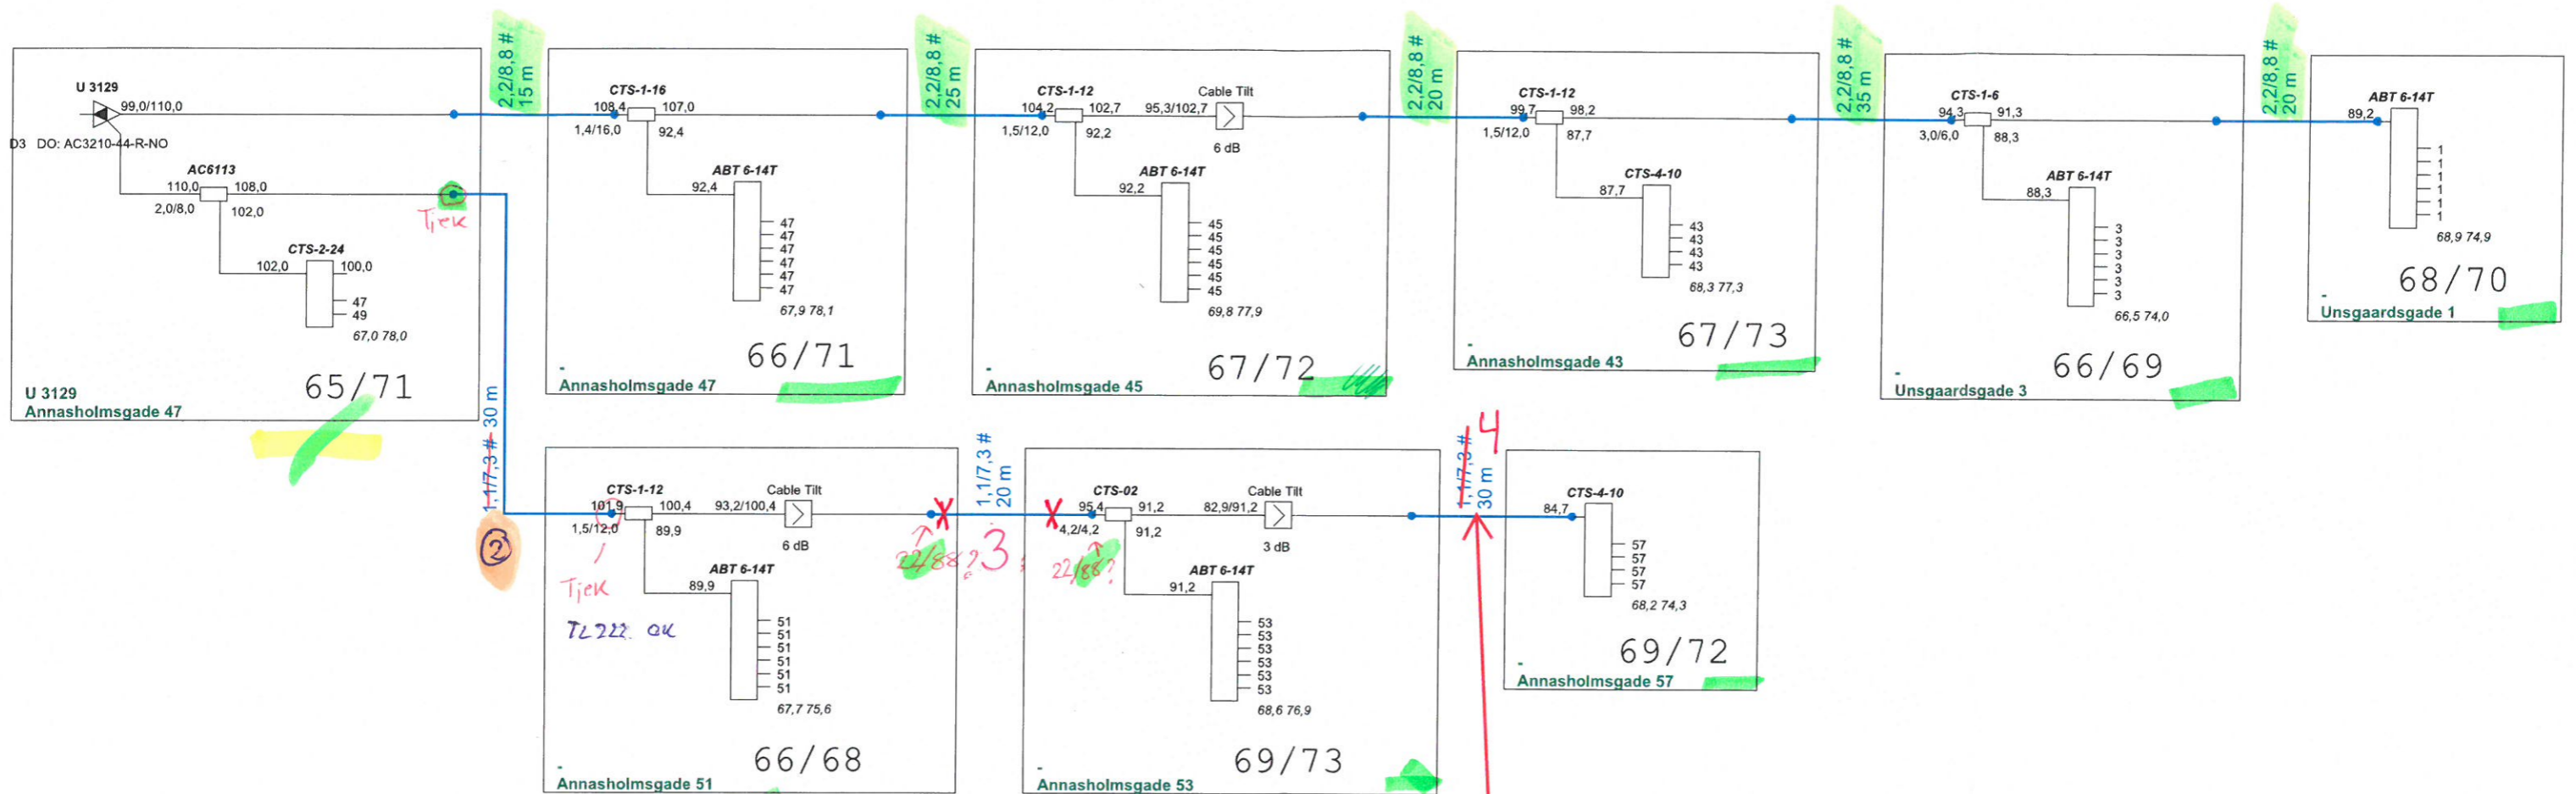 U 3129
99,0/110,0
D3 DO: AC3210-44-R-NO
AC6113
110,0 108,0
2,0/8,0 102,0
Tjek
CTS-2-24
102,0 100,0
47
49
67,0 78,0
65/71
U 3129
Annasholmsgade 47
2,2/8,8 #
15 m
CTS-1-16
108,4 107,0
1,4/16,0 92,4
ABT 6-14T
92,4
47
47
47
47
47
47
67,9 78,1
66/71
-
Annasholmsgade 47
2,2/8,8 #
25 m
CTS-1-12
104,2 102,7
1,5/12,0 92,2
95,3/102,7
Cable Tilt
6 dB
ABT 6-14T
92,2
45
45
45
45
45
45
69,8 77,9
67/72
-
Annasholmsgade 45
2,2/8,8 #
20 m
CTS-1-12
99,7 98,2
1,5/12,0 87,7
CTS-4-10
87,7
43
43
43
43
68,3 77,3
67/73
-
Annasholmsgade 43
2,2/8,8 #
35 m
CTS-1-6
94,3 91,3
3,0/6,0 88,3
ABT 6-14T
88,3
3
3
3
3
3
3
66,5 74,0
66/69
-
Unsgaardsgade 3
2,2/8,8 #
20 m
ABT 6-14T
89,2
1
1
1
1
1
1
68,9 74,9
68/70
-
Unsgaardsgade 1
1,1/7,3 # 30 m
2
CTS-1-12
101,9 100,4
1,5/12,0 89,9
93,2/100,4
Cable Tilt
6 dB
Tjek
TL222 OK
ABT 6-14T
89,9
51
51
51
51
51
51
67,7 75,6
66/68
-
Annasholmsgade 51
X
22/88?
1,1/7,3 #
20 m
3
X
22/88?
CTS-02
95,4 91,2
4,2/4,2 91,2
82,9/91,2
Cable Tilt
3 dB
ABT 6-14T
91,2
53
53
53
53
53
53
68,6 76,9
69/73
-
Annasholmsgade 53
1,1/7,3 #
30 m
4
CTS-4-10
84,7
57
57
57
57
68,2 74,3
69/72
-
Annasholmsgade 57